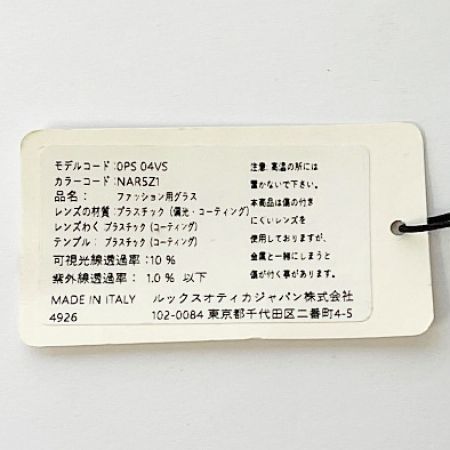 モデルコード：0PS 04VS
カラーコード：NAR5Z1
品名： ファッション用グラス
レンズの材質：プラスチック（偏光・コーティング）
レンズわく プラスチック（コーティング）
テンプル： プラスチック（コーティング）
可視光線透過率：10 %
紫外線透過率： 1.0 % 以下
MADE IN ITALY ルックスオティカジャパン株式会社
4926 102-0084 東京都千代田区二番町4-5
注意：高温の所には
置かないで下さい。
本商品は傷の付き
にくいレンズを
使用しておりますが、
金属と一緒にしまうと
傷が付く事があります。